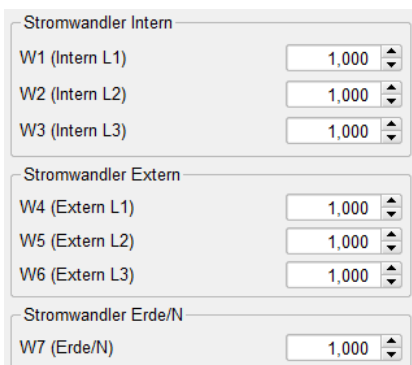 Stromwandler Intern
W1 (Intern L1) 1,000
W2 (Intern L2) 1,000
W3 (Intern L3) 1,000
Stromwandler Extern
W4 (Extern L1) 1,000
W5 (Extern L2) 1,000
W6 (Extern L3) 1,000
Stromwandler Erde/N
W7 (Erde/N) 1,000